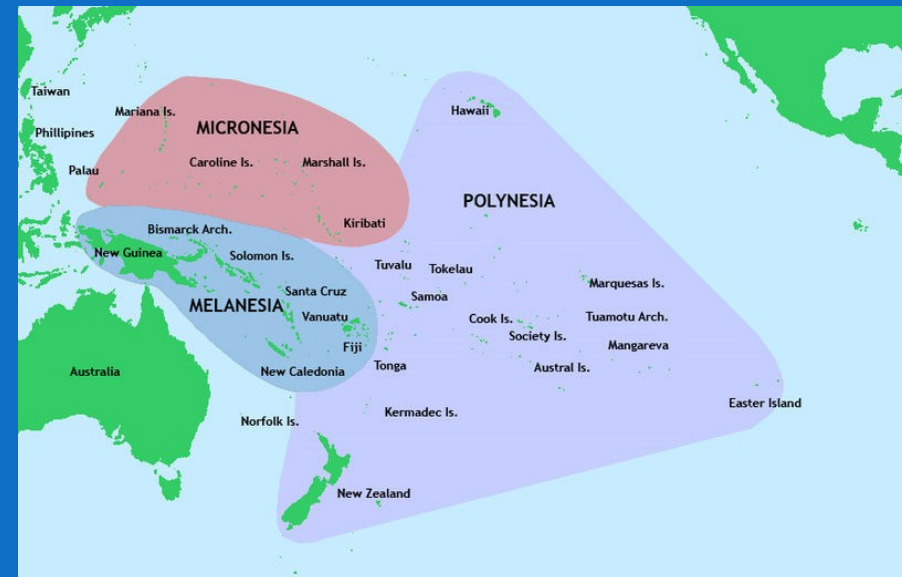 Taiwan
Hawaii
Mariana Is.
Phillipines
MICRONESIA
Caroline Is.
Marshall Is.
Palau
POLYNESIA
Kiribati
Bismarck Arch.
New Guinea
Solomon Is.
Tuvalu
Tokelau
Marquesas Is.
Santa Cruz
Samoa
MELANESIA
Vanuatu
Cook Is.
Tuamotu Arch.
Society Is.
Fiji
Mangareva
Tonga
Austral Is.
Australia
New Caledonia
Easter Island
Kermadec Is.
Norfolk Is.
New Zealand